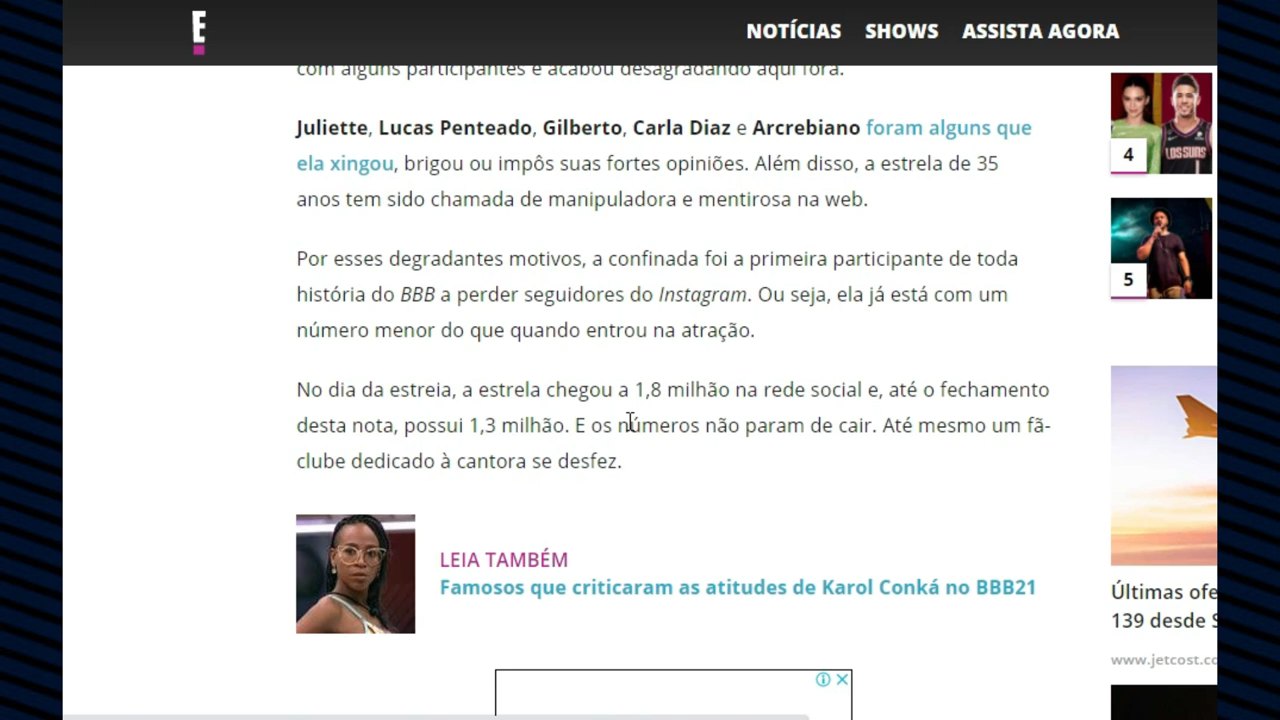 E
NOTÍCIAS SHOWS ASSISTA AGORA
com alguns participantes e acabou desagradando aqui fora.
Juliette, Lucas Penteado, Gilberto, Carla Diaz e Arcrebiano foram alguns que
ela xingou, brigou ou impôs suas fortes opiniões. Além disso, a estrela de 35
anos tem sido chamada de manipuladora e mentirosa na web.
Por esses degradantes motivos, a confinada foi a primeira participante de toda
história do BBB a perder seguidores do Instagram. Ou seja, ela já está com um
número menor do que quando entrou na atração.
No dia da estreia, a estrela chegou a 1,8 milhão na rede social e, até o fechamento
desta nota, possui 1,3 milhão. E os números não param de cair. Até mesmo um fã-
clube dedicado à cantora se desfez.
LEIA TAMBÉM
Famosos que criticaram as atitudes de Karol Conká no BBB21
4
LOS SUNS
5
Últimas ofe
139 desde S
www.jetcost.co